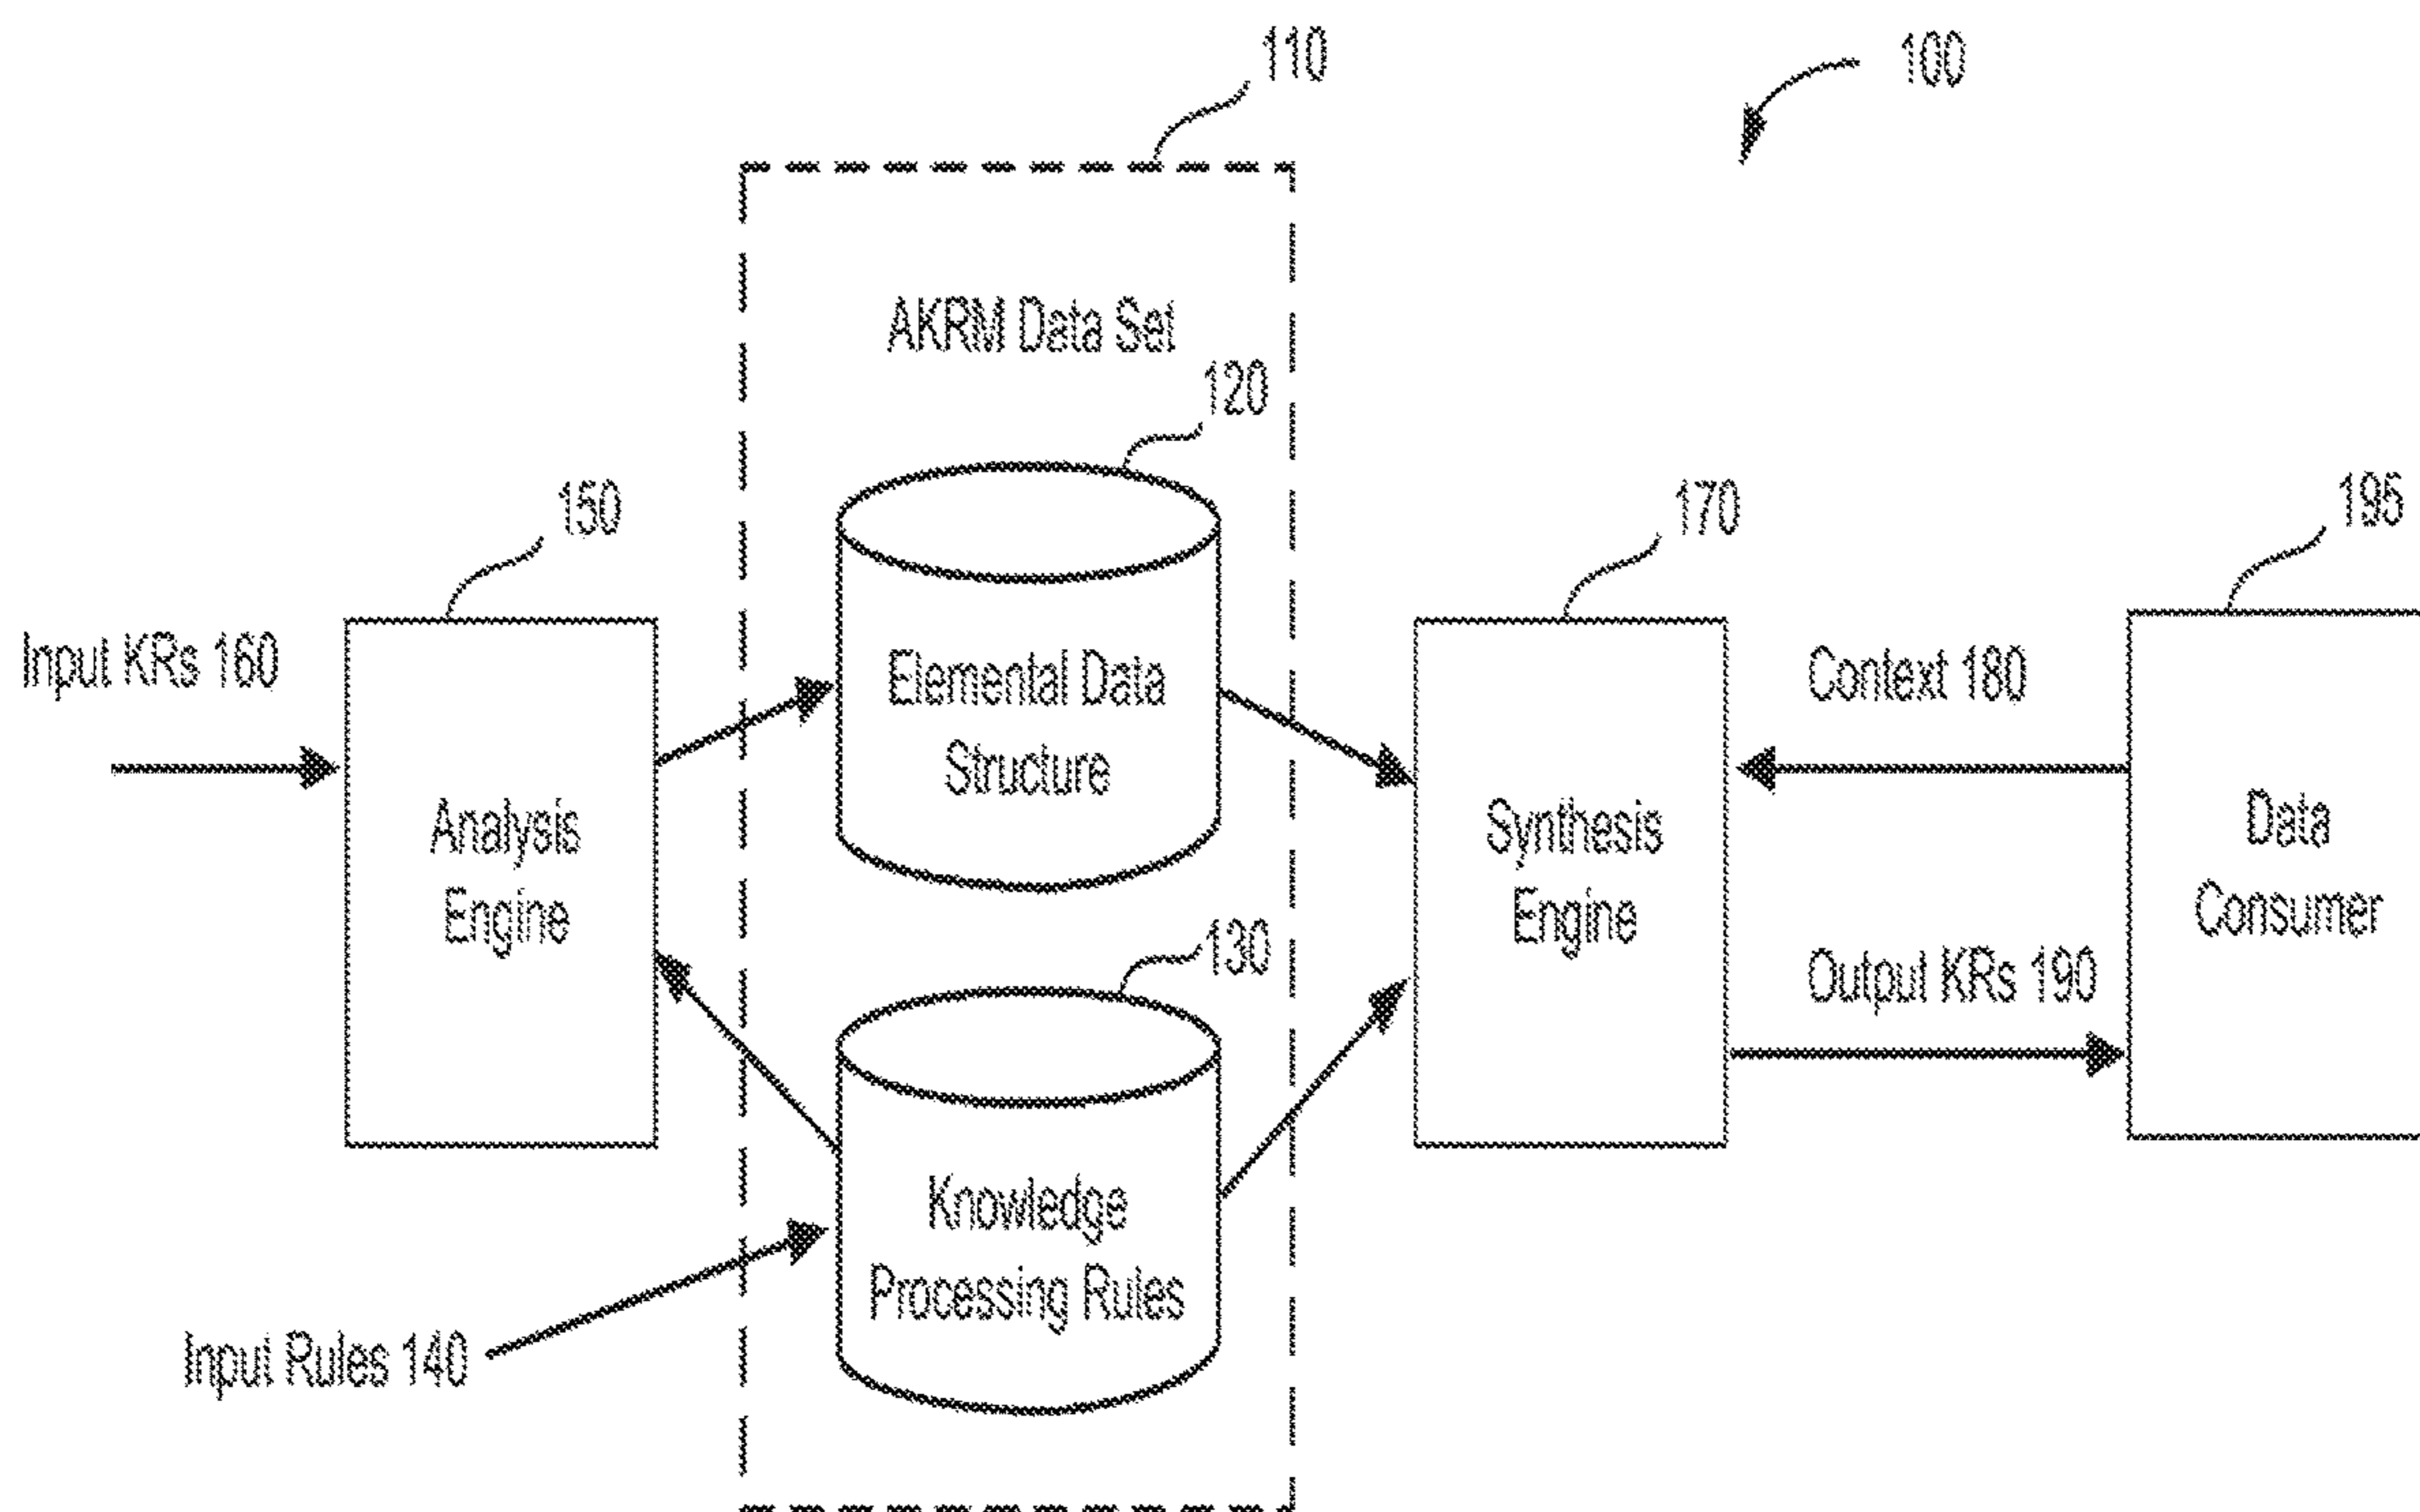 110
100
AKRM Data Set
120
150
170
195
Input KRs 160
Elemental Data
Structure
Context 180
Analysis
Engine
Synthesis
Engine
Data
Consumer
130
Output KRs 190
Knowledge
Processing Rules
Input Rules 140